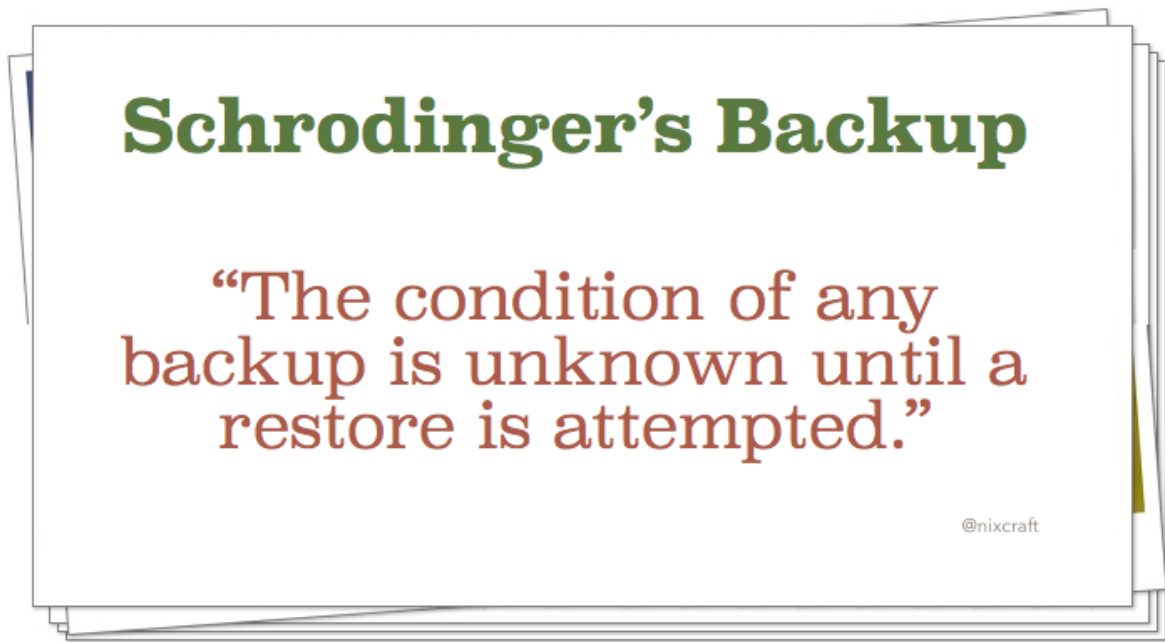 Schrodinger’s Backup
“The condition of any
backup is unknown until a
restore is attempted.”
@nixcraft